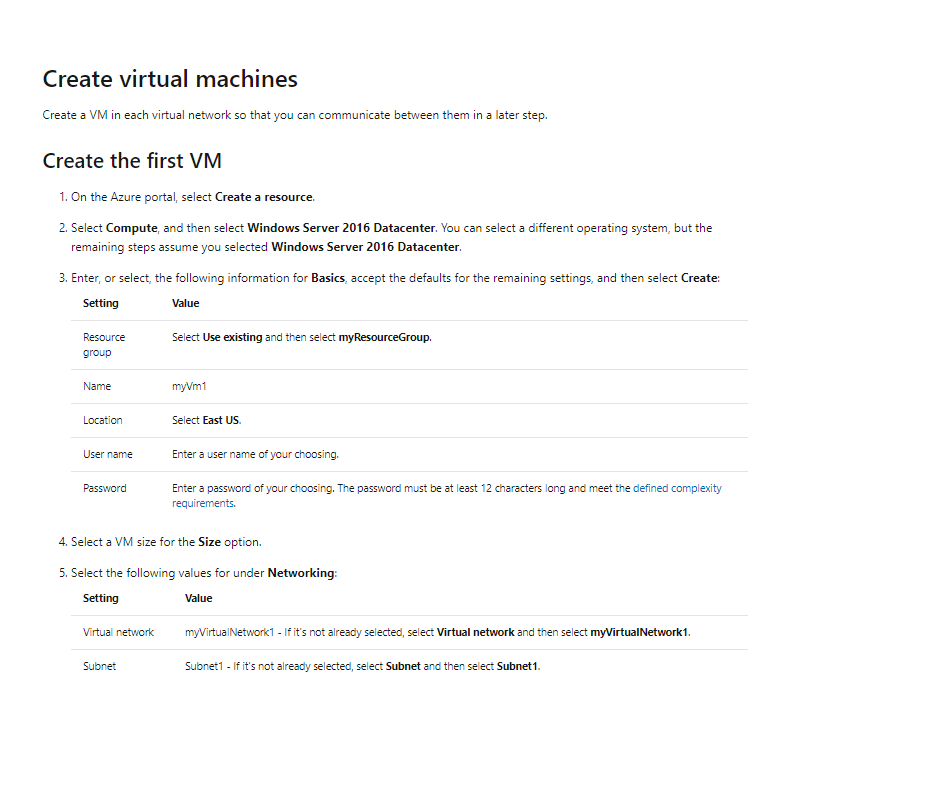 Create virtual machines
Create a VM in each virtual network so that you can communicate between them in a later step.
Create the first VM
1. On the Azure portal, select Create a resource.
2. Select Compute, and then select Windows Server 2016 Datacenter. You can select a different operating system, but the
remaining steps assume you selected Windows Server 2016 Datacenter.
3. Enter, or select, the following information for Basics, accept the defaults for the remaining settings, and then select Create:
Setting Value
Resource Select Use existing and then select myResourceGroup.
group
Name myVm1
Location Select East US.
User name Enter a user name of your choosing.
Password Enter a password of your choosing. The password must be at least 12 characters long and meet the defined complexity
requirements.
4. Select a VM size for the Size option.
5. Select the following values for under Networking:
Setting Value
Virtual network myVirtualNetwork1 - If it's not already selected, select Virtual network and then select myVirtualNetwork1.
Subnet Subnet1 - If it's not already selected, select Subnet and then select Subnet1.